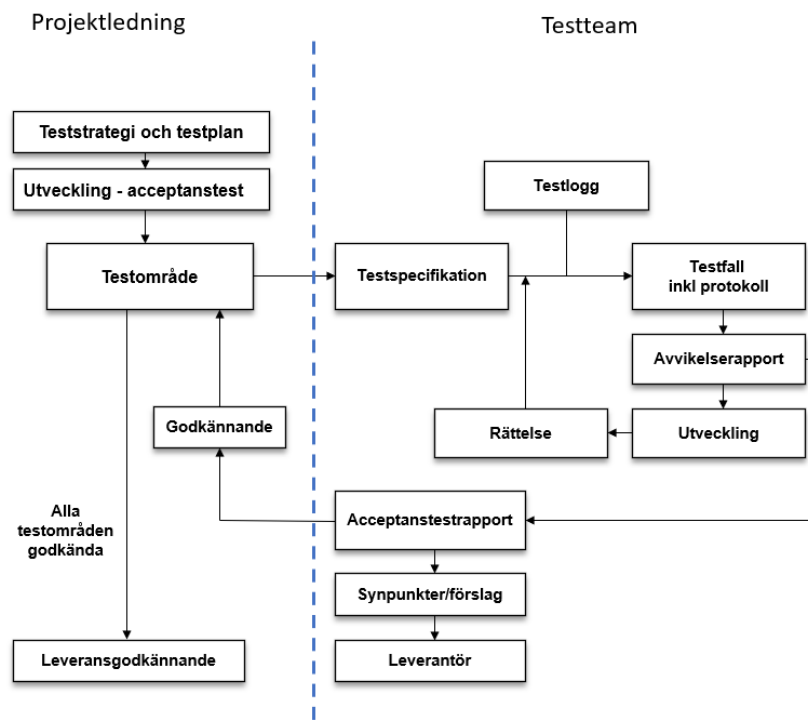 Projektledning
Testteam
Teststrategi och testplan
Utveckling - acceptanstest
Testlogg
Testområde
Testspecifikation
Testfall
inkl protokoll
Avvikelserapport
Godkännande
Rättelse
Utveckling
Alla
testområden
godkända
Acceptanstestrapport
Synpunkter/förslag
Leveransgodkännande
Leverantör